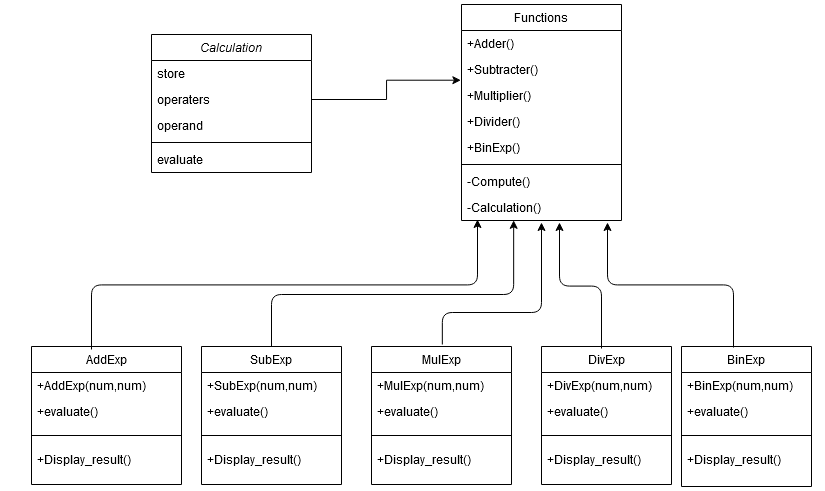 Calculation
store
operaters
operand
evaluate
Functions
+Adder()
+Subtracter()
+Multiplier()
+Divider()
+BinExp()
-Compute()
-Calculation()
AddExp
+AddExp(num,num)
+evaluate()
+Display_result()
SubExp
+SubExp(num,num)
+evaluate()
+Display_result()
MulExp
+MulExp(num,num)
+evaluate()
+Display_result()
DivExp
+DivExp(num,num)
+evaluate()
+Display_result()
BinExp
+BinExp(num,num)
+evaluate()
+Display_result()